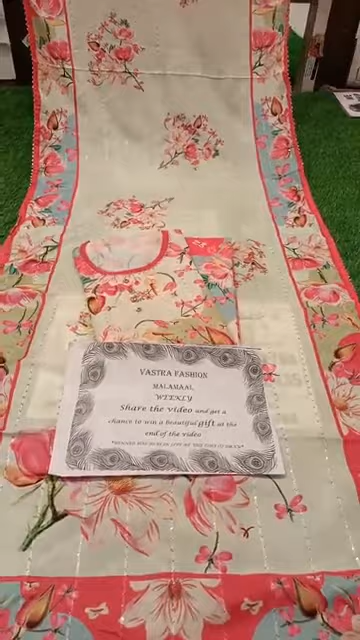 VASTRA FASHION
MALAMAAL
WEEKLY
Share the video and get a
chance to win a beautiful gift at the
end of the video